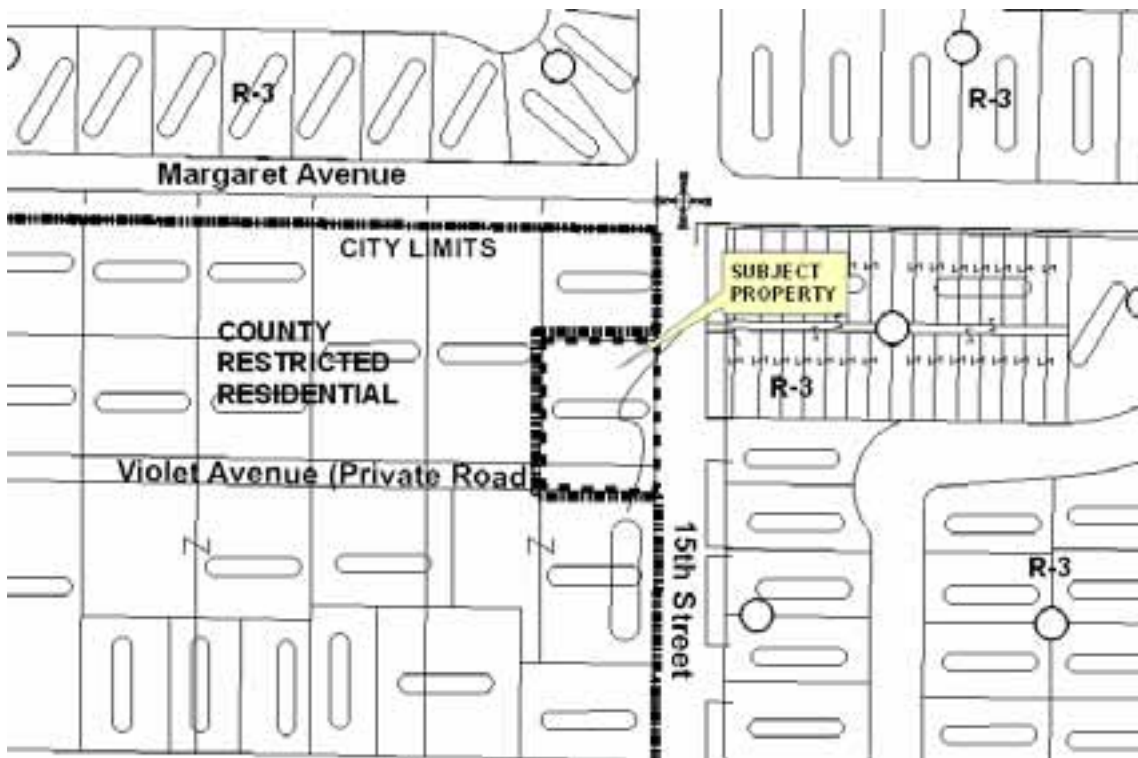 R-3
R-3
Margaret Avenue
CITY LIMITS
SUBJECT
PROPERTY
COUNTY
RESTRICTED
RESIDENTIAL
R-3
Violet Avenue (Private Road
15th Street
R-3